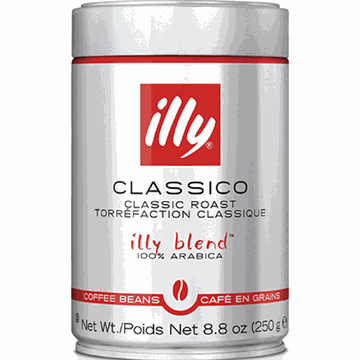 illy
CLASSICO
CLASSIC ROAST
TORRÉFACTION CLASSIQUE
illy blend™
100% ARABICA
COFFEE BEANS CAFÉ EN GRAINS
Net Wt./Poids Net 8.8 oz (250 g)